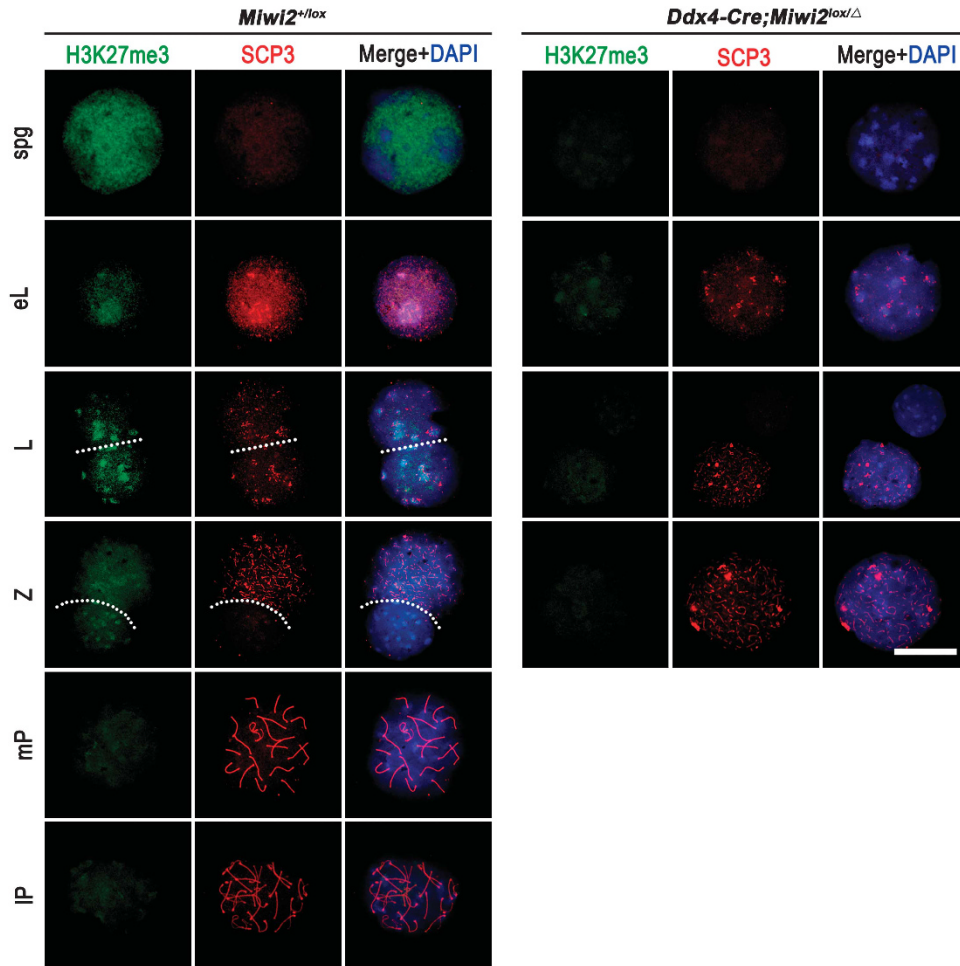 Miwi2+/lox Ddx4-Cre;Miwi2lox/△
H3K27me3 SCP3 Merge+DAPI H3K27me3 SCP3 Merge+DAPI
spg
eL
L
Z
mP
lP